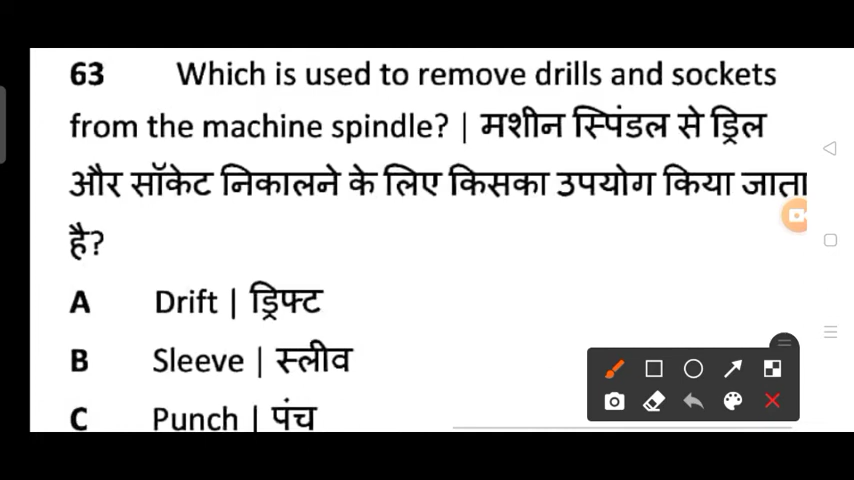 63 Which is used to remove drills and sockets
from the machine spindle? | मशीन स्पिंडल से ड्रिल
और सॉकेट निकालने के लिए किसका उपयोग किया जाता
है?
A Drift | ड्रिफ्ट
B Sleeve | स्लीव
C Punch | पंच